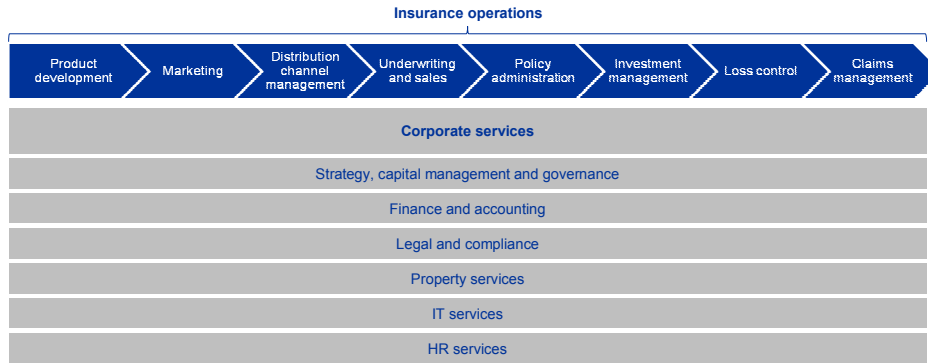 Insurance operations
Product
development
Marketing
Distribution
channel
management
Underwriting
and sales
Policy
administration
Investment
management
Loss control
Claims
management
Corporate services
Strategy, capital management and governance
Finance and accounting
Legal and compliance
Property services
IT services
HR services